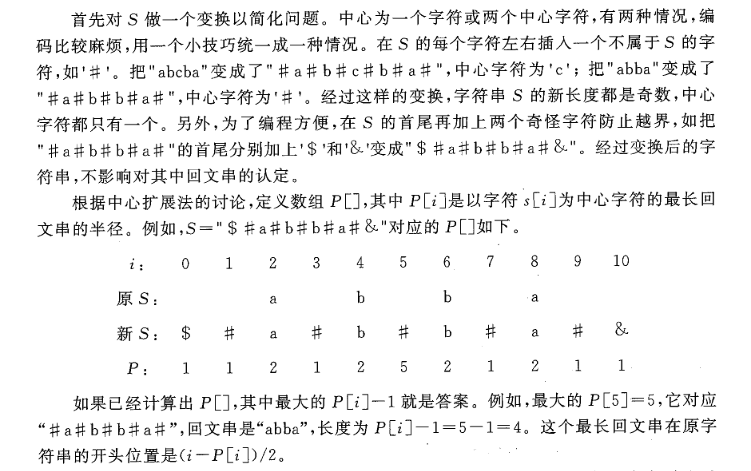 首先对 S 做一个变换以简化问题。中心为一个字符或两个中心字符,有两种情况,编
码比较麻烦,用一个小技巧统一成一种情况。在 S 的每个字符左右插入一个不属于 S 的字
符,如'#'。把"abcba"变成了"#a#b#c#b#a#",中心字符为'c'；把"abba"变成了
"#a#b#b#a#",中心字符为'#'。经过这样的变换,字符串 S 的新长度都是奇数,中心
字符都只有一个。另外,为了编程方便,在 S 的首尾再加上两个奇怪字符防止越界,如把
"#a#b#b#a#"的首尾分别加上'$'和'&'变成"$#a#b#b#a#&"。经过变换后的字
符串,不影响对其中回文串的认定。
根据中心扩展法的讨论,定义数组 P[],其中 P[i]是以字符 s[i]为中心字符的最长回
文串的半径。例如,S="$#a#b#b#a#&"对应的 P[]如下。
i: 0 1 2 3 4 5 6 7 8 9 10
原 S: a b b a
新 S: $ # a # b # b # a # &
P: 1 1 2 1 2 5 2 1 2 1 1
如果已经计算出 P[],其中最大的 P[i]-1 就是答案。例如,最大的 P[5]=5,它对应
“#a#b#b#a#”,回文串是“abba”,长度为 P[i]-1=5-1=4。这个最长回文串在原字
符串的开头位置是(i-P[i])/2。